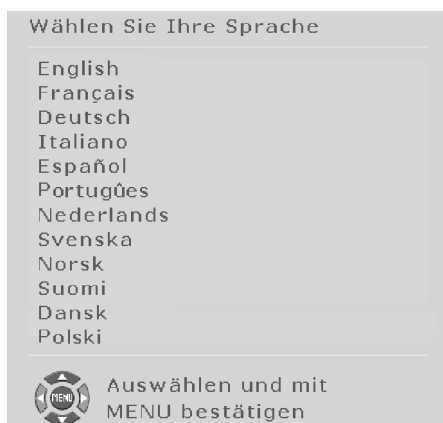 Wählen Sie Ihre Sprache
English
Français
Deutsch
Italiano
Español
Portugûes
Nederlands
Svenska
Norsk
Suomi
Dansk
Polski
MENU
Auswählen und mit
MENU bestätigen